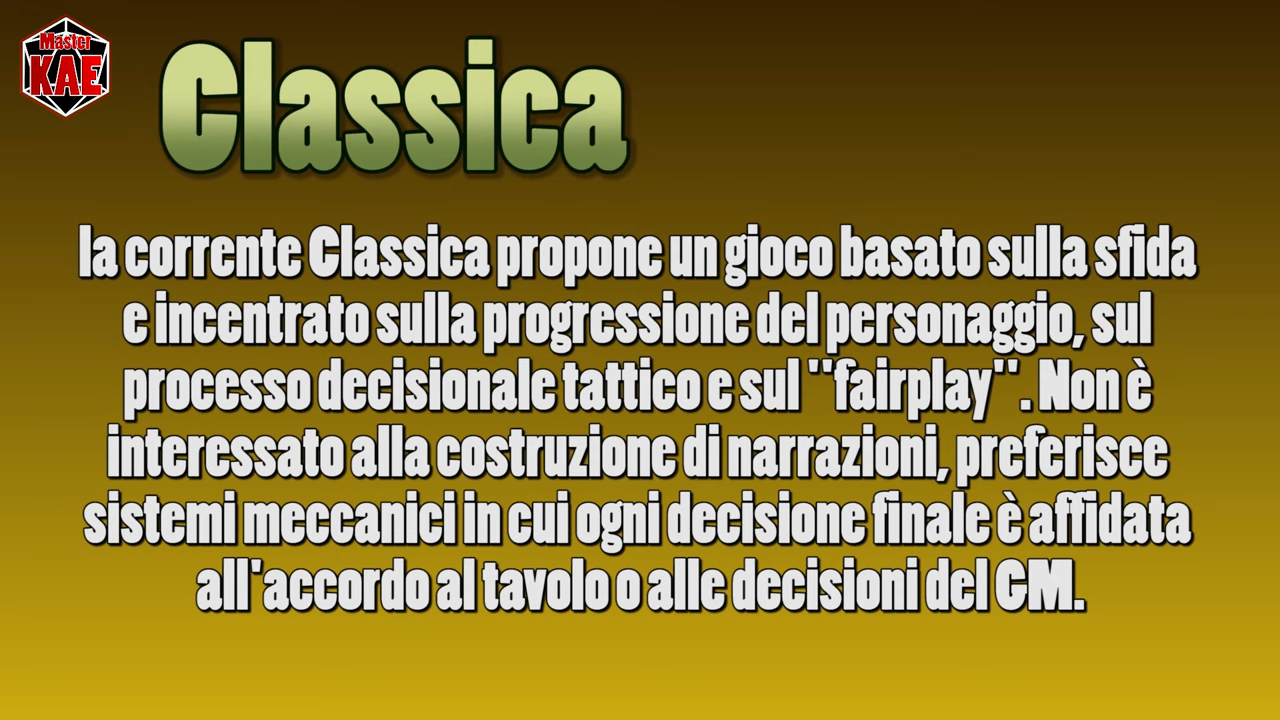 Master
KAE
Classica
la corrente Classica propone un gioco basato sulla sfida
e incentrato sulla progressione del personaggio, sul
processo decisionale tattico e sul "fairplay" . Non è
interessato alla costruzione di narrazioni, preferisce
sistemi meccanici in cui ogni decisione finale è affidata
all'accordo al tavolo o alle decisioni del GM.